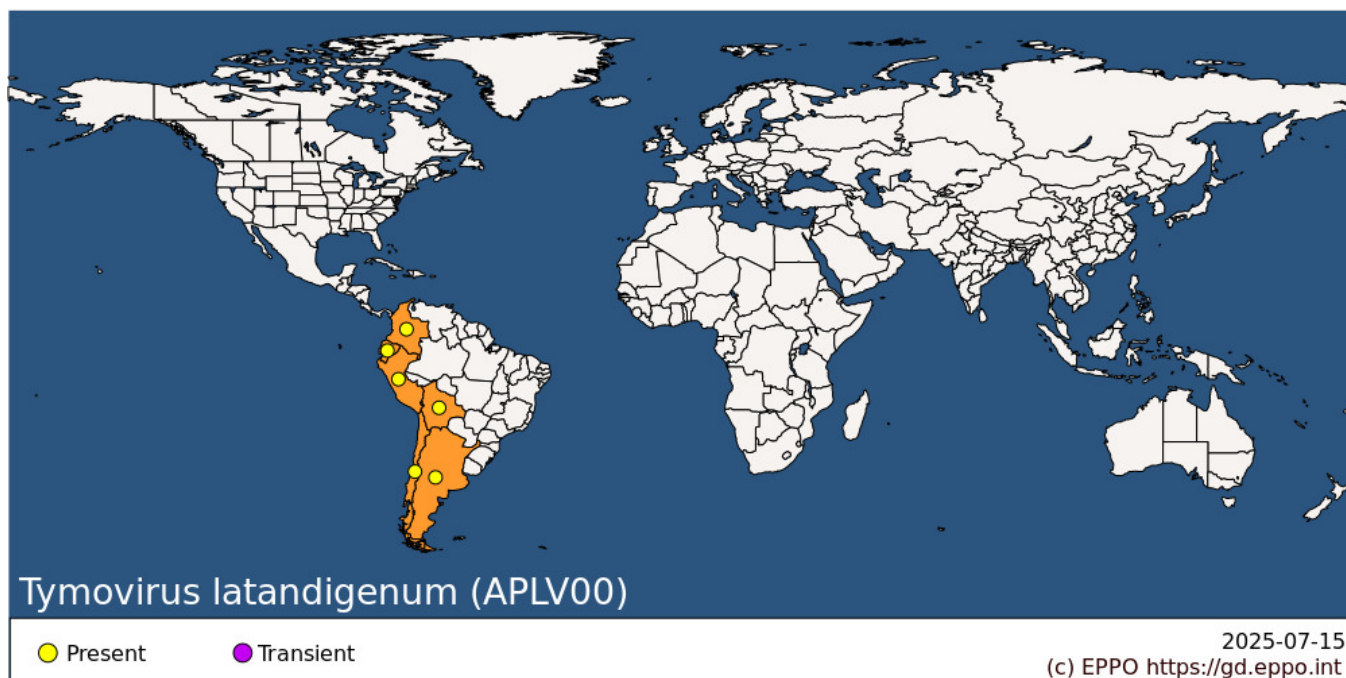 Tymovirus latandigenum (APLV00)
Present
Transient
2025-07-15
(c) EPPO https://gd.eppo.int